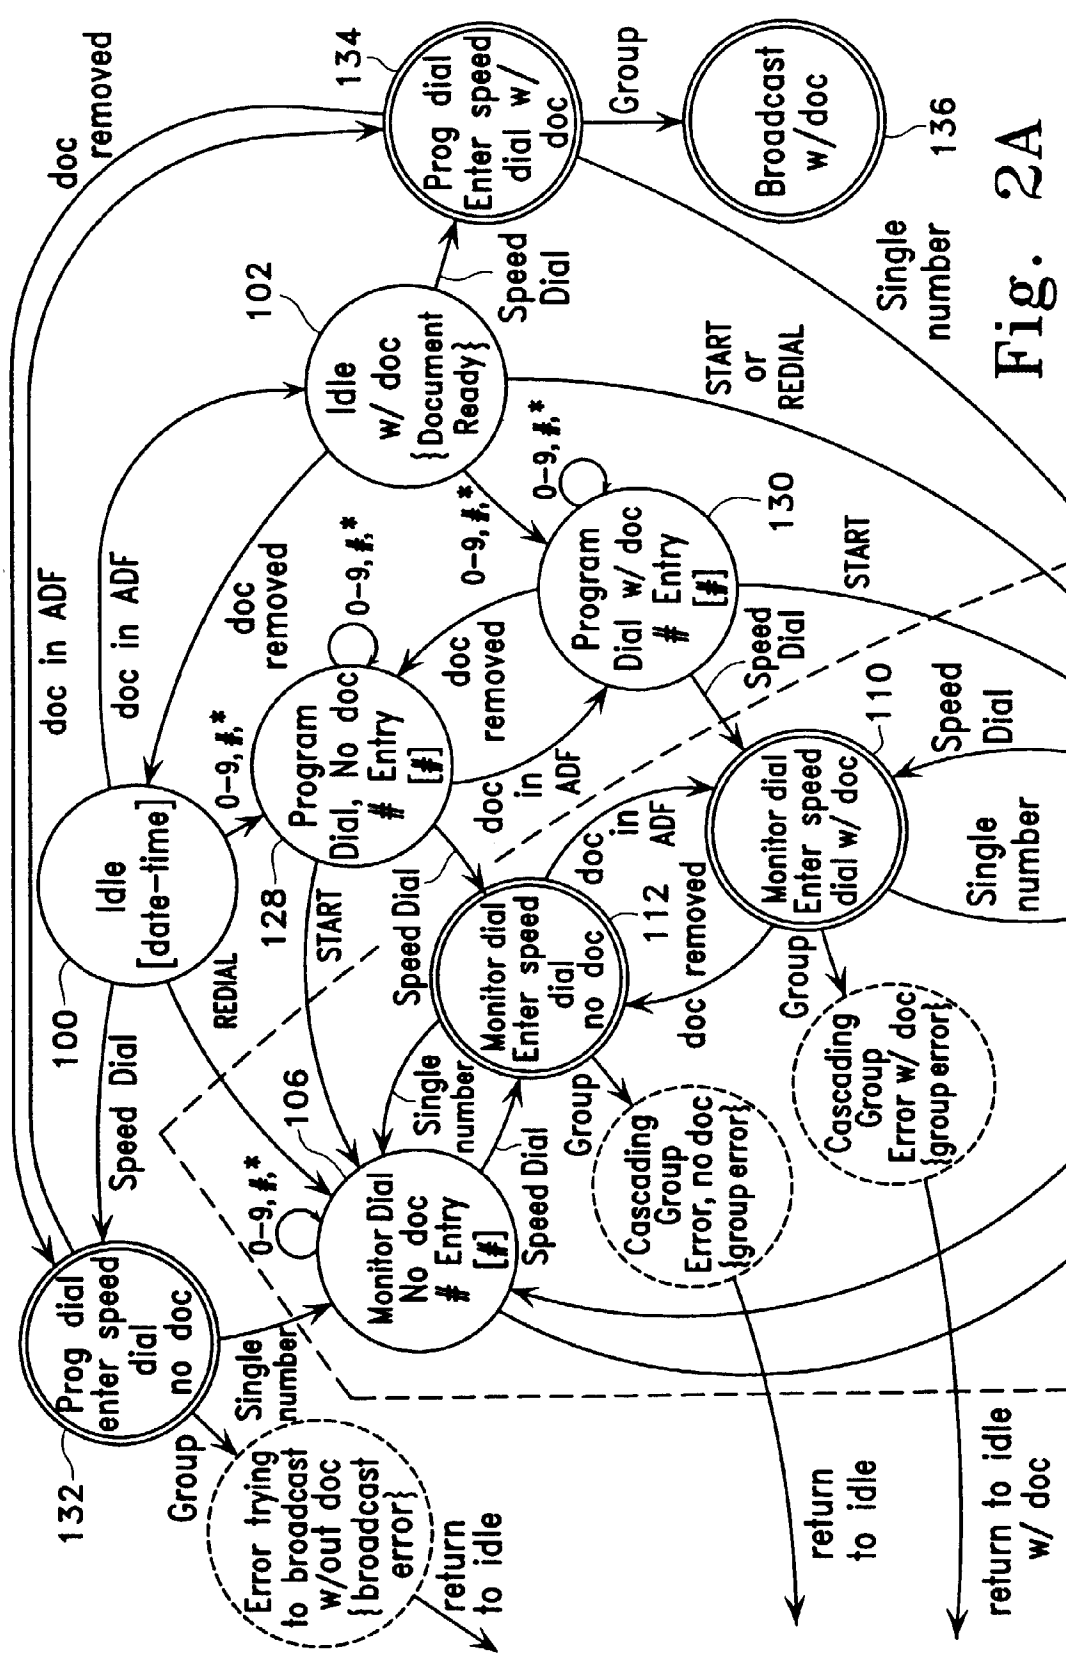 132
Prog dial
enter speed
dial
no doc
Group
Error trying
to broadcast
w/out doc
{broadcast
error}
return
to idle
Single
number
Speed Dial
100
Idle
[date-time]
REDIAL
0-9,#,*
doc in ADF
doc in ADF
doc
removed
doc
removed
102
Idle
w/ doc
{Document
Ready}
Speed
Dial
134
Prog dial
Enter speed
dial w/
doc
Group
Broadcast
w/doc
136
Single
number
START
or
REDIAL
128
Program
Dial, No doc
# Entry
[#]
0-9,#,*
START
Speed Dial
doc
in
ADF
doc
removed
0-9,#,*
0-9,#,*
Program
Dial w/ doc
# Entry
[#]
130
Speed
Dial
START
106
0-9,#,*
Monitor Dial
No doc
# Entry
[#]
Single
number
Speed Dial
Monitor dial
Enter speed
dial
no doc
112
doc
in
ADF
doc removed
Group
Cascading
Group
Error, no doc
{group error}
return
to idle
Monitor dial
Enter speed
dial w/ doc
110
Speed
Dial
Single
number
Group
Cascading
Group
Error w/ doc
{group error}
return to idle
w/ doc
Fig. 2A